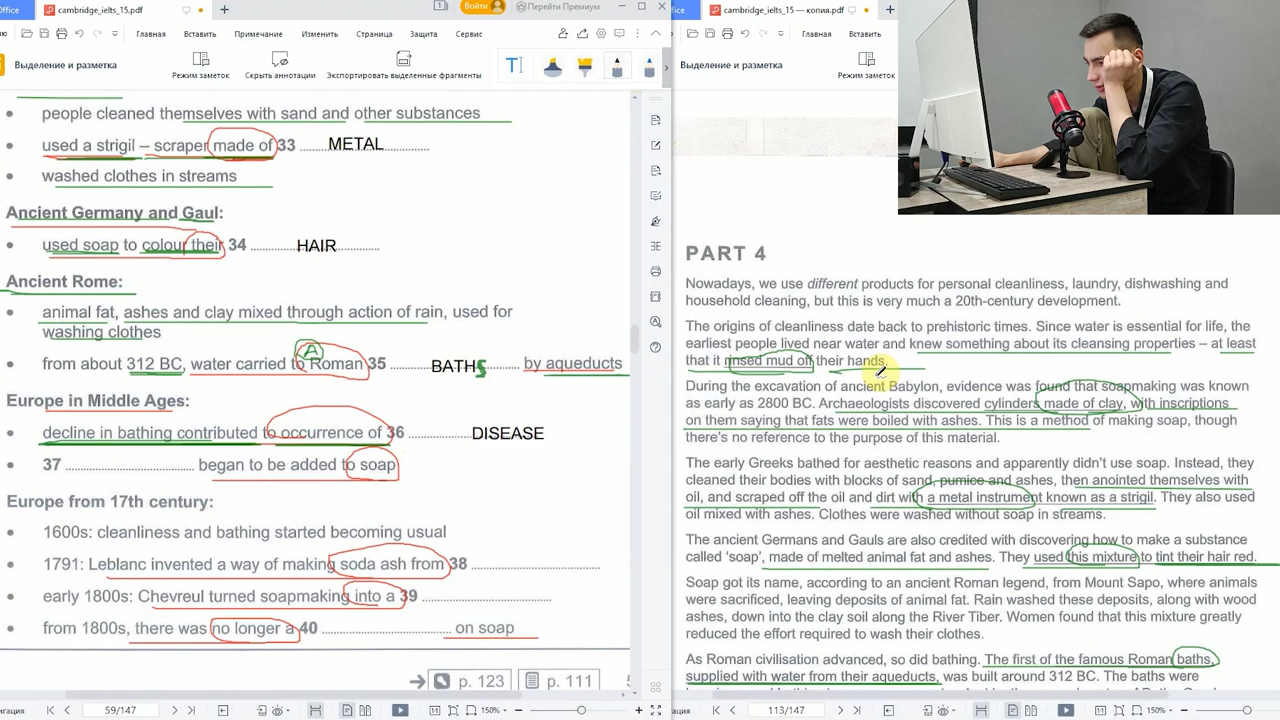 Office
cambridge_ielts_15.pdf
Войти
Перейти Премиум
Главная Вставить Примечание Изменить Страница Защита Сервис
Выделение и разметка
Режим заметок
Скрыть аннотации
Экспортировать выделенные фрагменты
people cleaned themselves with sand and other substances
used a strigil – scraper made of 33 METAL
washed clothes in streams
Ancient Germany and Gaul:
used soap to colour their 34 HAIR
Ancient Rome:
animal fat, ashes and clay mixed through action of rain, used for
washing clothes
A
from about 312 BC, water carried to Roman 35 BATHS by aqueducts
Europe in Middle Ages:
decline in bathing contributed to occurrence of 36 DISEASE
37 began to be added to soap
Europe from 17th century:
1600s: cleanliness and bathing started becoming usual
1791: Leblanc invented a way of making soda ash from 38
early 1800s: Chevreul turned soapmaking into a 39
from 1800s, there was no longer a 40 on soap
p. 123 p. 111
59/147
150%
Office
cambridge_ielts_15 — копия.pdf
Главная Вставить
Выделение и разметка
Режим заметок
PART 4
Nowadays, we use different products for personal cleanliness, laundry, dishwashing and
household cleaning, but this is very much a 20th-century development.
The origins of cleanliness date back to prehistoric times. Since water is essential for life, the
earliest people lived near water and knew something about its cleansing properties – at least
that it rinsed mud off their hands.
During the excavation of ancient Babylon, evidence was found that soapmaking was known
as early as 2800 BC. Archaeologists discovered cylinders made of clay, with inscriptions
on them saying that fats were boiled with ashes. This is a method of making soap, though
there's no reference to the purpose of this material.
The early Greeks bathed for aesthetic reasons and apparently didn't use soap. Instead, they
cleaned their bodies with blocks of sand, pumice and ashes, then anointed themselves with
oil, and scraped off the oil and dirt with a metal instrument known as a strigil. They also used
oil mixed with ashes. Clothes were washed without soap in streams.
The ancient Germans and Gauls are also credited with discovering how to make a substance
called 'soap', made of melted animal fat and ashes. They used this mixture to tint their hair red.
Soap got its name, according to an ancient Roman legend, from Mount Sapo, where animals
were sacrificed, leaving deposits of animal fat. Rain washed these deposits, along with wood
ashes, down into the clay soil along the River Tiber. Women found that this mixture greatly
reduced the effort required to wash their clothes.
As Roman civilisation advanced, so did bathing. The first of the famous Roman baths,
supplied with water from their aqueducts, was built around 312 BC. The baths were
113/147
150%